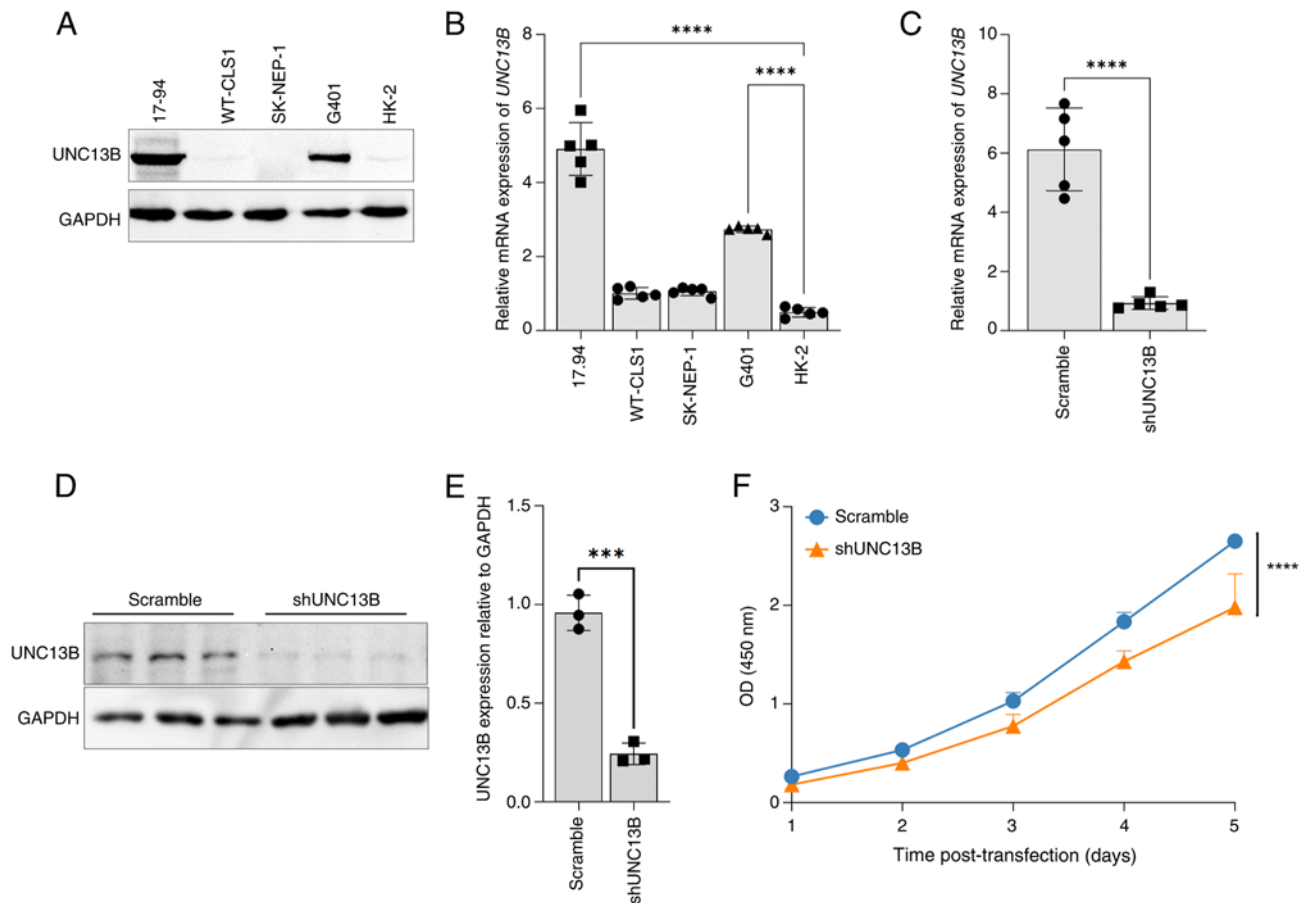 A
17-94
WT-CLS1
SK-NEP-1
G401
HK-2
UNC13B
GAPDH
B
Relative mRNA expression of UNC13B
8
6
4
2
0
****
****
17.94
WT-CLS1
SK-NEP-1
G401
HK-2
C
Relative mRNA expression of UNC13B
10
8
6
4
2
0
****
Scramble
shUNC13B
D
Scramble
shUNC13B
UNC13B
GAPDH
E
UNC13B expression relative to GAPDH
1.5
1.0
0.5
0.0
***
Scramble
shUNC13B
F
OD (450 nm)
3
2
1
0
Scramble
shUNC13B
****
1 2 3 4 5
Time post-transfection (days)